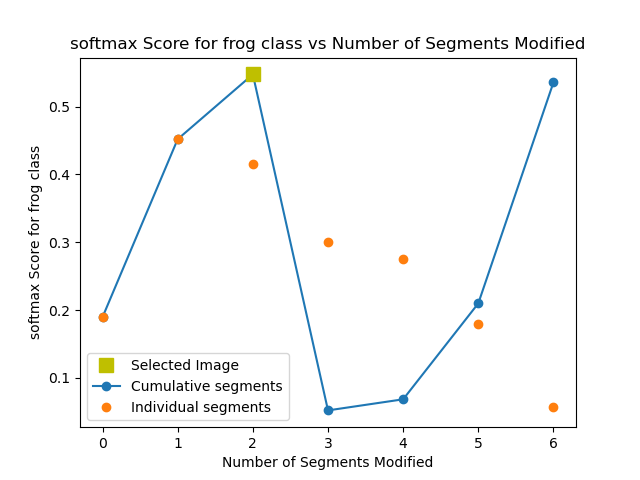 softmax Score for frog class vs Number of Segments Modified
softmax Score for frog class
0.5
0.4
0.3
0.2
0.1
Selected Image
Cumulative segments
Individual segments
0 1 2 3 4 5 6
Number of Segments Modified